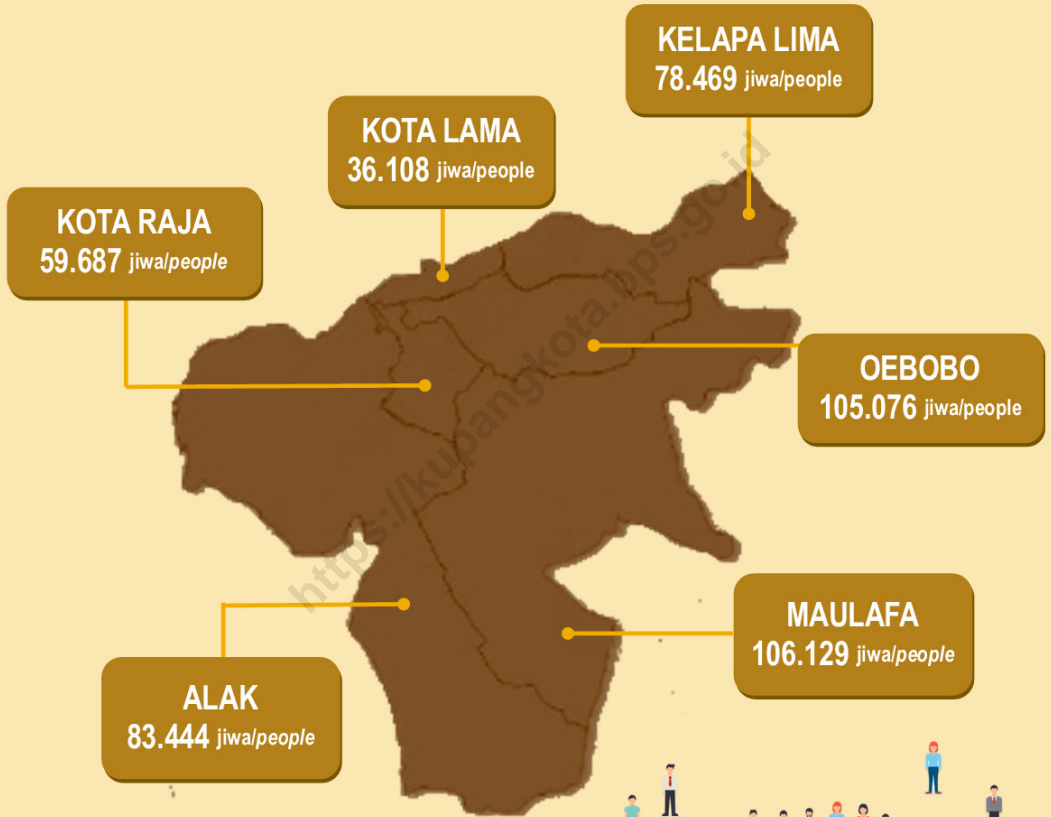 KELAPA LIMA
78.469 jiwa/people
KOTA LAMA
36.108 jiwa/people
KOTA RAJA
59.687 jiwa/people
OEBOBO
105.076 jiwa/people
MAULAFA
106.129 jiwa/people
ALAK
83.444 jiwa/people
https://kupangkota.bps.go.id